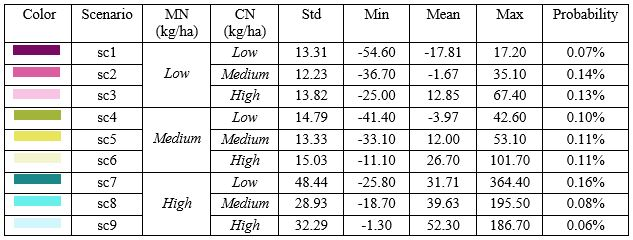 Color Scenario MN (kg/ha) CN (kg/ha) Std Min Mean Max Probability
sc1 Low Low 13.31 -54.60 -17.81 17.20 0.07%
sc2 Medium 12.23 -36.70 -1.67 35.10 0.14%
sc3 High 13.82 -25.00 12.85 67.40 0.13%
sc4 Medium Low 14.79 -41.40 -3.97 42.60 0.10%
sc5 Medium 13.33 -33.10 12.00 53.10 0.11%
sc6 High 15.03 -11.10 26.70 101.70 0.11%
sc7 High Low 48.44 -25.80 31.71 364.40 0.16%
sc8 Medium 28.93 -18.70 39.63 195.50 0.08%
sc9 High 32.29 -1.30 52.30 186.70 0.06%